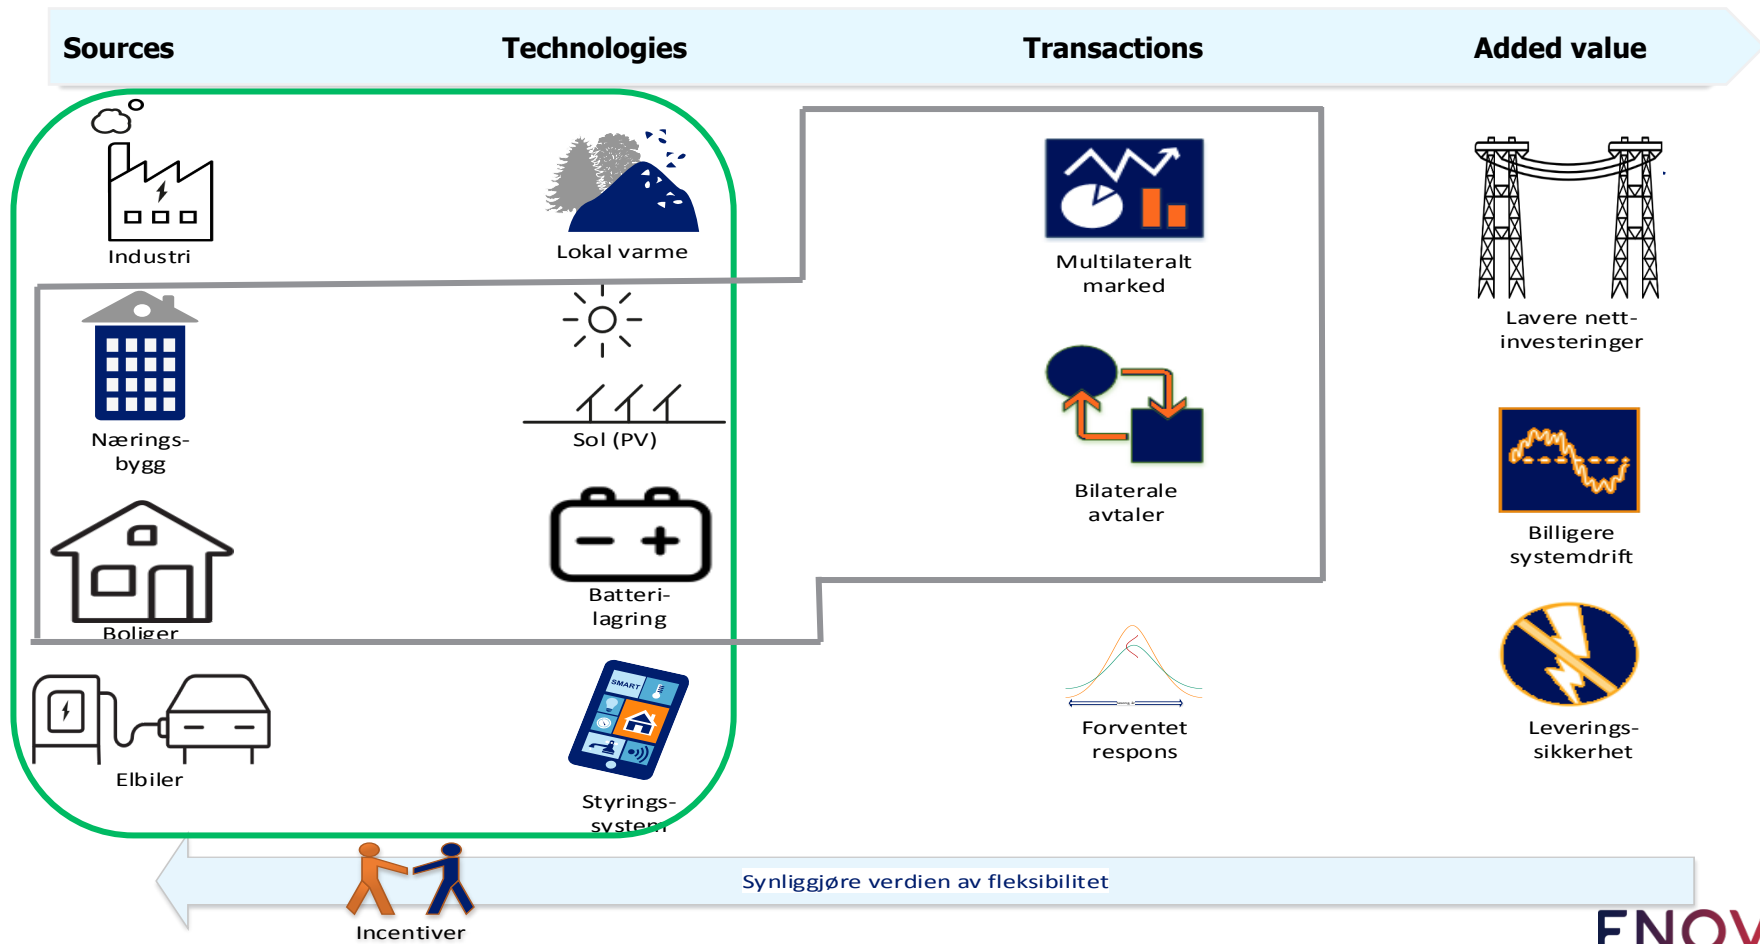 Sources
Technologies
Transactions
Added value
Industri
Lokal varme
Multilateralt
marked
Lavere nett-
investeringer
Nærings-
bygg
Sol (PV)
Bilaterale
avtaler
Billigere
systemdrift
Boliger
Batteri-
lagring
Forventet
respons
Leverings-
sikkerhet
Elbiler
SMART
Styrings-
system
Synliggjøre verdien av fleksibilitet
Incentiver
ENOV